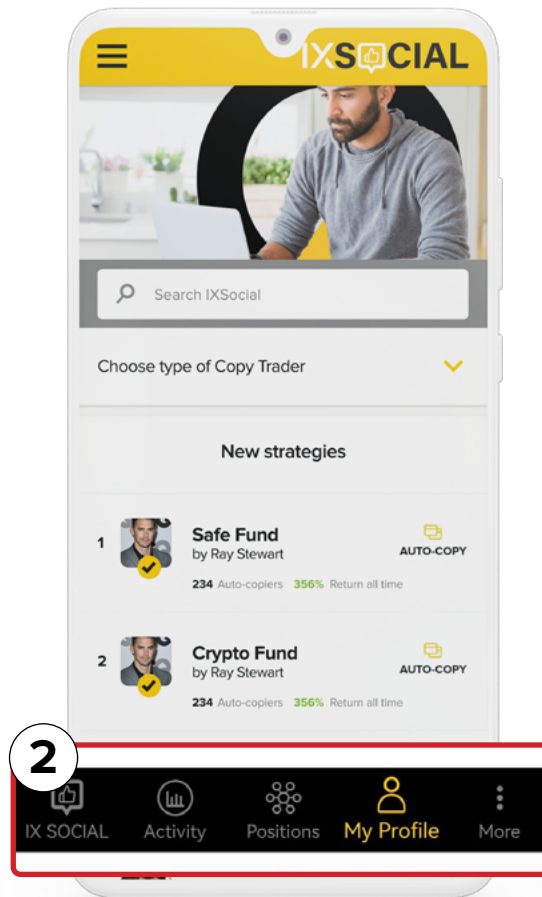 IXSOCIAL
Search IXSocial
Choose type of Copy Trader
New strategies
1
Safe Fund
by Ray Stewart
AUTO-COPY
234 Auto-copiers 356% Return all time
2
Crypto Fund
by Ray Stewart
AUTO-COPY
234 Auto-copiers 356% Return all time
2
IX SOCIAL Activity Positions My Profile More